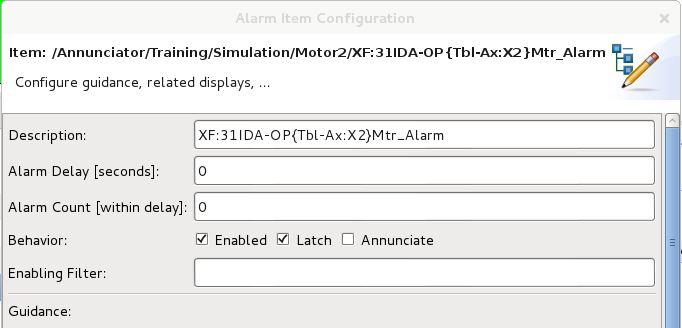 Alarm Item Configuration
Item: /Annunciator/Training/Simulation/Motor2/XF:31IDA-OP{Tbl-Ax:X2}Mtr_Alarm
Configure guidance, related displays, ...
Description: XF:31IDA-OP{Tbl-Ax:X2}Mtr_Alarm
Alarm Delay [seconds]: 0
Alarm Count [within delay]: 0
Behavior: Enabled Latch Annunciate
Enabling Filter:
Guidance: